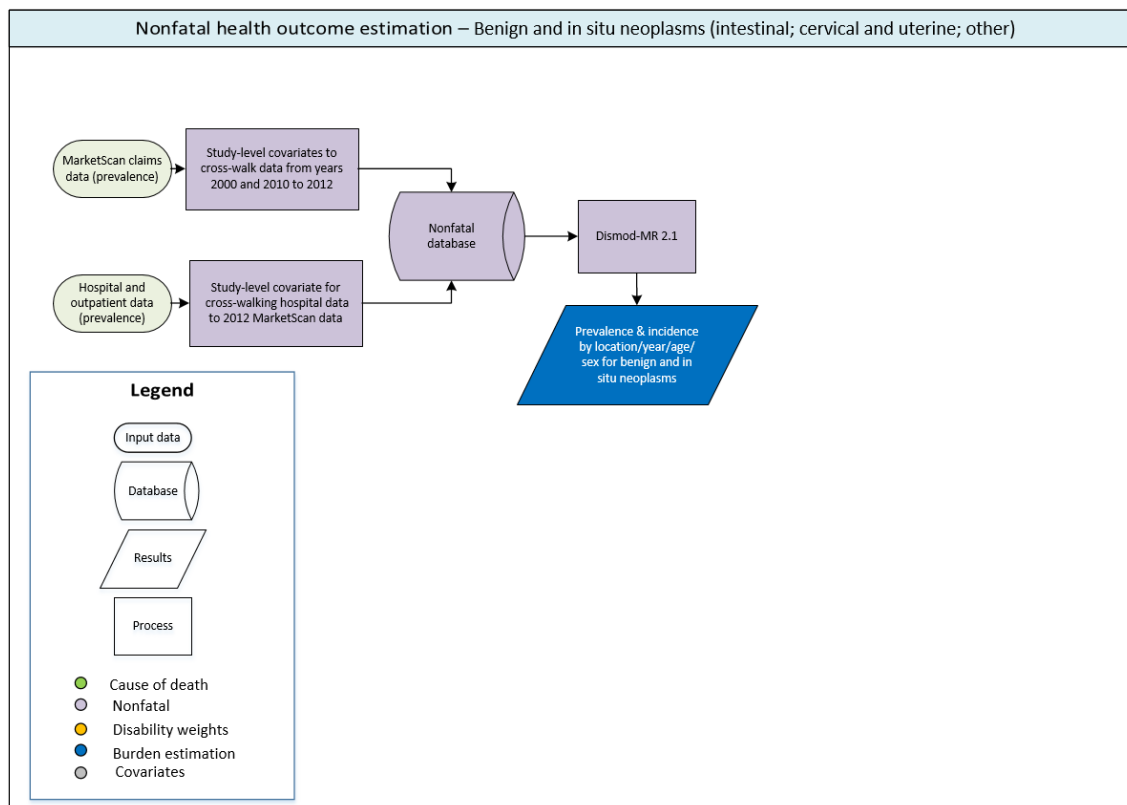 Nonfatal health outcome estimation – Benign and in situ neoplasms (intestinal; cervical and uterine; other)
MarketScan claims
data (prevalence)
Study-level covariates to
cross-walk data from years
2000 and 2010 to 2012
Nonfatal
database
Dismod-MR 2.1
Hospital and
outpatient data
(prevalence)
Study-level covariate for
cross-walking hospital data
to 2012 MarketScan data
Prevalence & incidence
by location/year/age/
sex for benign and in
situ neoplasms
Legend
Input data
Database
Results
Process
Cause of death
Nonfatal
Disability weights
Burden estimation
Covariates